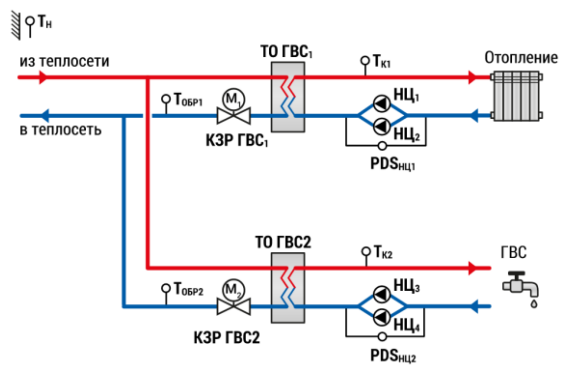 Tн
из теплосети
в теплосеть
ТО ГВС1
Tк1
Отопление
Tобр1
M1
КЗР ГВС1
НЦ1
НЦ2
PDSнц1
ТО ГВС2
Tк2
ГВС
Tобр2
M2
КЗР ГВС2
НЦ3
НЦ4
PDSнц2